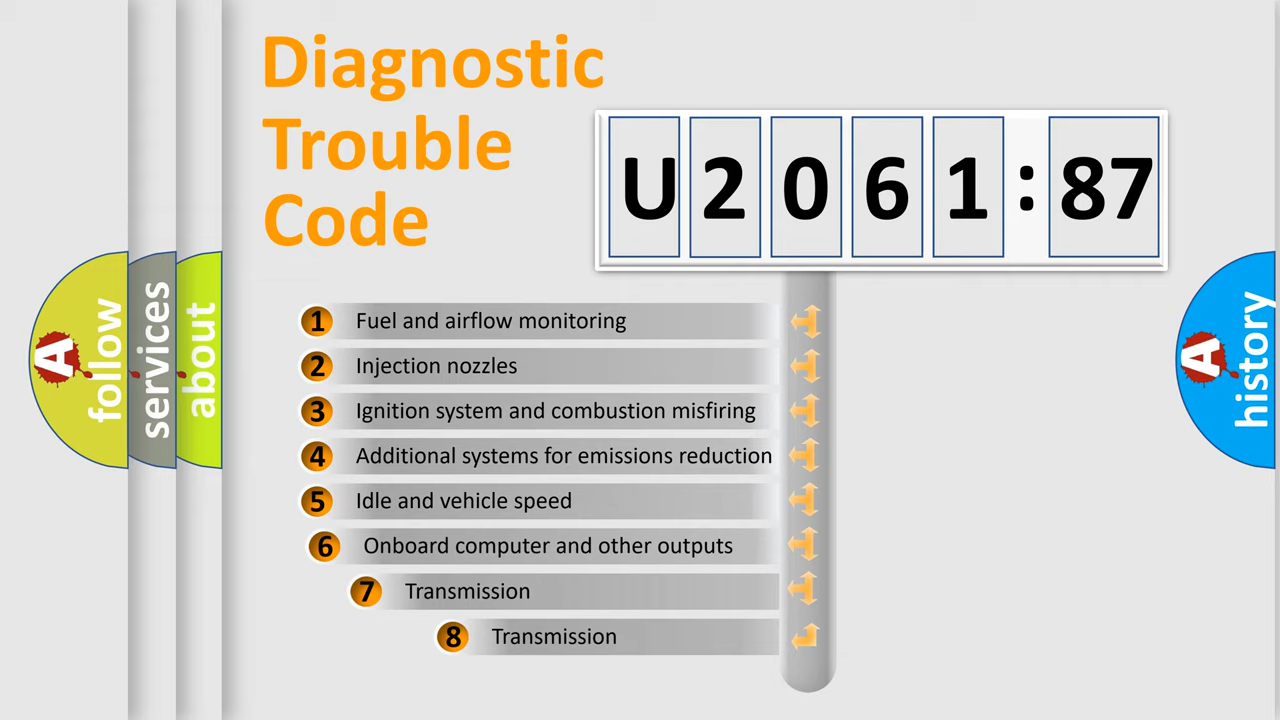 Diagnostic
Trouble
Code
U 2 0 6 1 : 87
1 Fuel and airflow monitoring
2 Injection nozzles
3 Ignition system and combustion misfiring
4 Additional systems for emissions reduction
5 Idle and vehicle speed
6 Onboard computer and other outputs
7 Transmission
8 Transmission
A follow
services
about
A history